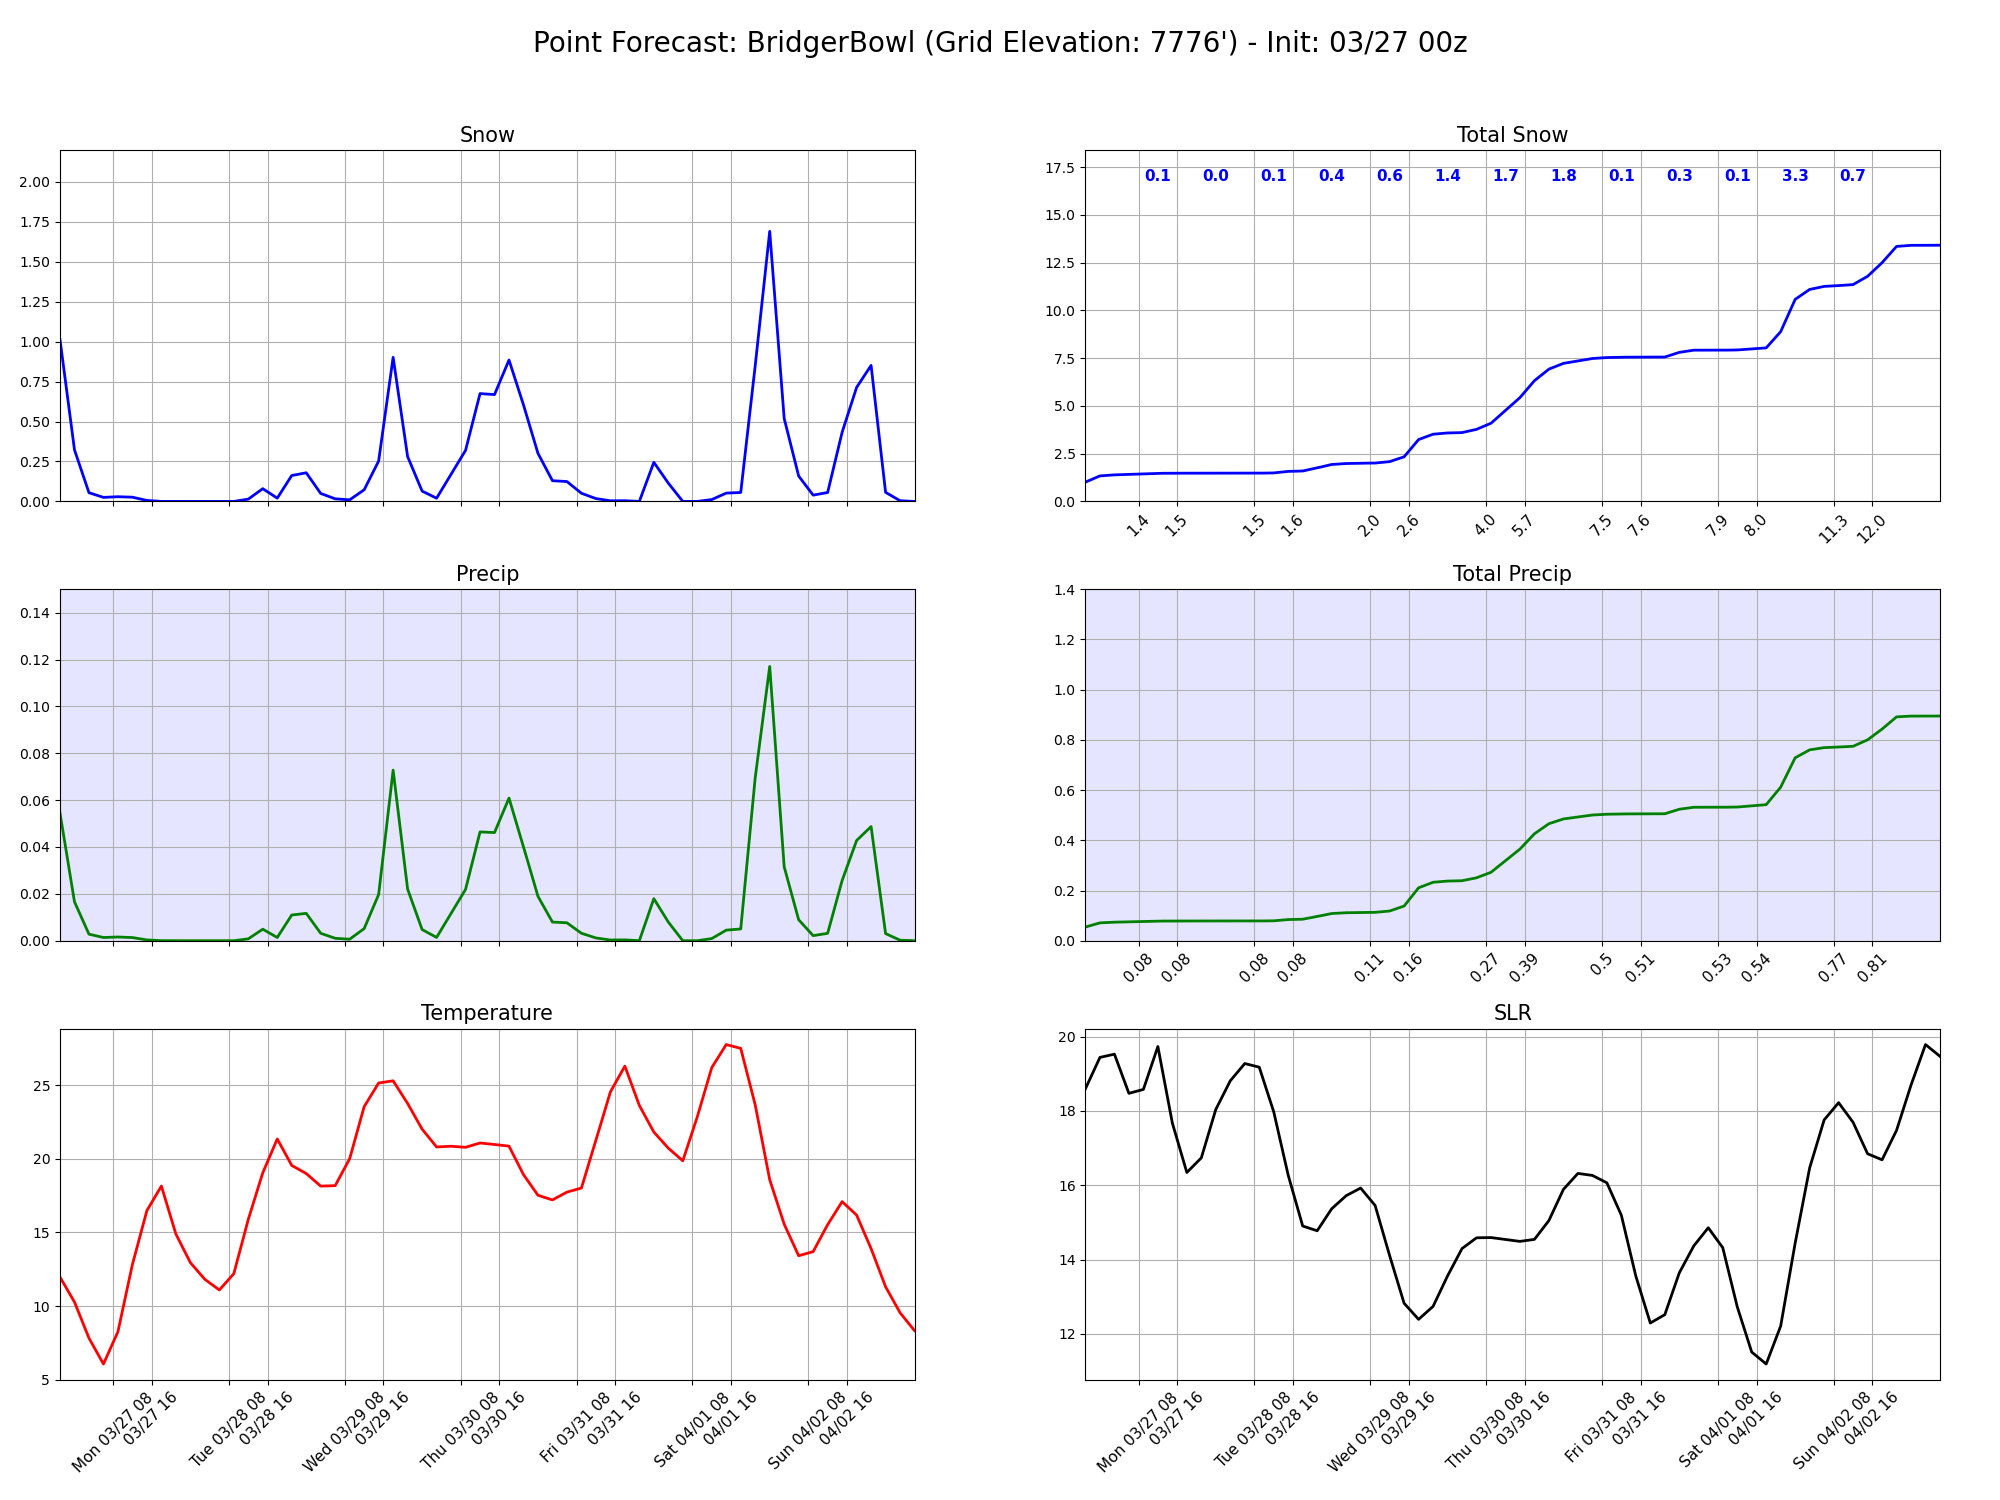 Point Forecast: BridgerBowl (Grid Elevation: 7776') - Init: 03/27 00z
Snow
2.00
1.75
1.50
1.25
1.00
0.75
0.50
0.25
0.00
Total Snow
17.5
15.0
12.5
10.0
7.5
5.0
2.5
0.0
0.1 0.0 0.1 0.4 0.6 1.4 1.7 1.8 0.1 0.3 0.1 3.3 0.7
1.4 1.5 1.5 1.6 2.0 2.6 4.0 5.7 7.5 7.6 7.9 8.0 11.3 12.0
Precip
0.14
0.12
0.10
0.08
0.06
0.04
0.02
0.00
Total Precip
1.4
1.2
1.0
0.8
0.6
0.4
0.2
0.0
0.08 0.08 0.08 0.08 0.11 0.16 0.27 0.39 0.5 0.51 0.53 0.54 0.77 0.81
Temperature
25
20
15
10
5
Mon 03/27 08
03/27 16
Tue 03/28 08
03/28 16
Wed 03/29 08
03/29 16
Thu 03/30 08
03/30 16
Fri 03/31 08
03/31 16
Sat 04/01 08
04/01 16
Sun 04/02 08
04/02 16
SLR
20
18
16
14
12
Mon 03/27 08
03/27 16
Tue 03/28 08
03/28 16
Wed 03/29 08
03/29 16
Thu 03/30 08
03/30 16
Fri 03/31 08
03/31 16
Sat 04/01 08
04/01 16
Sun 04/02 08
04/02 16